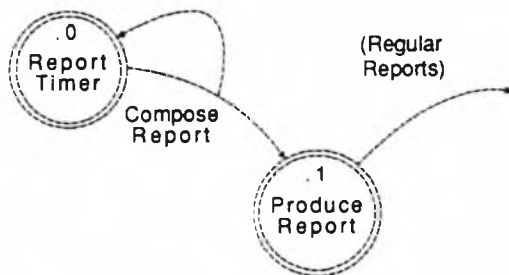 .0
Report
Timer
Compose
Report
(Regular
Reports)
.1
Produce
Report